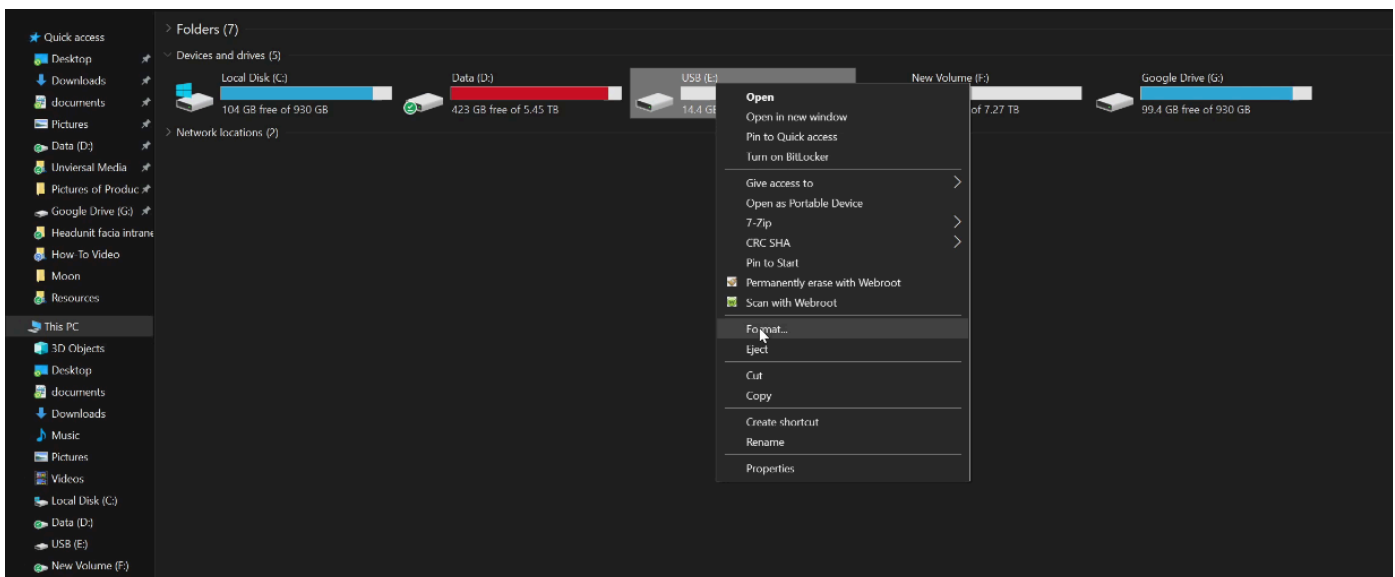 Quick access
Desktop
Downloads
documents
Pictures
Data (D:)
Unviersal Media
Pictures of Produc
Google Drive (G:)
Headunit facia intrane
How-To Video
Moon
Resources
This PC
3D Objects
Desktop
documents
Downloads
Music
Pictures
Videos
Local Disk (C:)
Data (D:)
USB (E:)
New Volume (F:)
Folders (7)
Devices and drives (5)
Local Disk (C:)
104 GB free of 930 GB
Data (D:)
423 GB free of 5.45 TB
USB (E:)
14.4 G
New Volume (F:)
of 7.27 TB
Google Drive (G:)
99.4 GB free of 930 GB
Network locations (2)
Open
Open in new window
Pin to Quick access
Turn on BitLocker
Give access to
Open as Portable Device
7-Zip
CRC SHA
Pin to Start
Permanently erase with Webroot
Scan with Webroot
Format...
Eject
Cut
Copy
Create shortcut
Rename
Properties